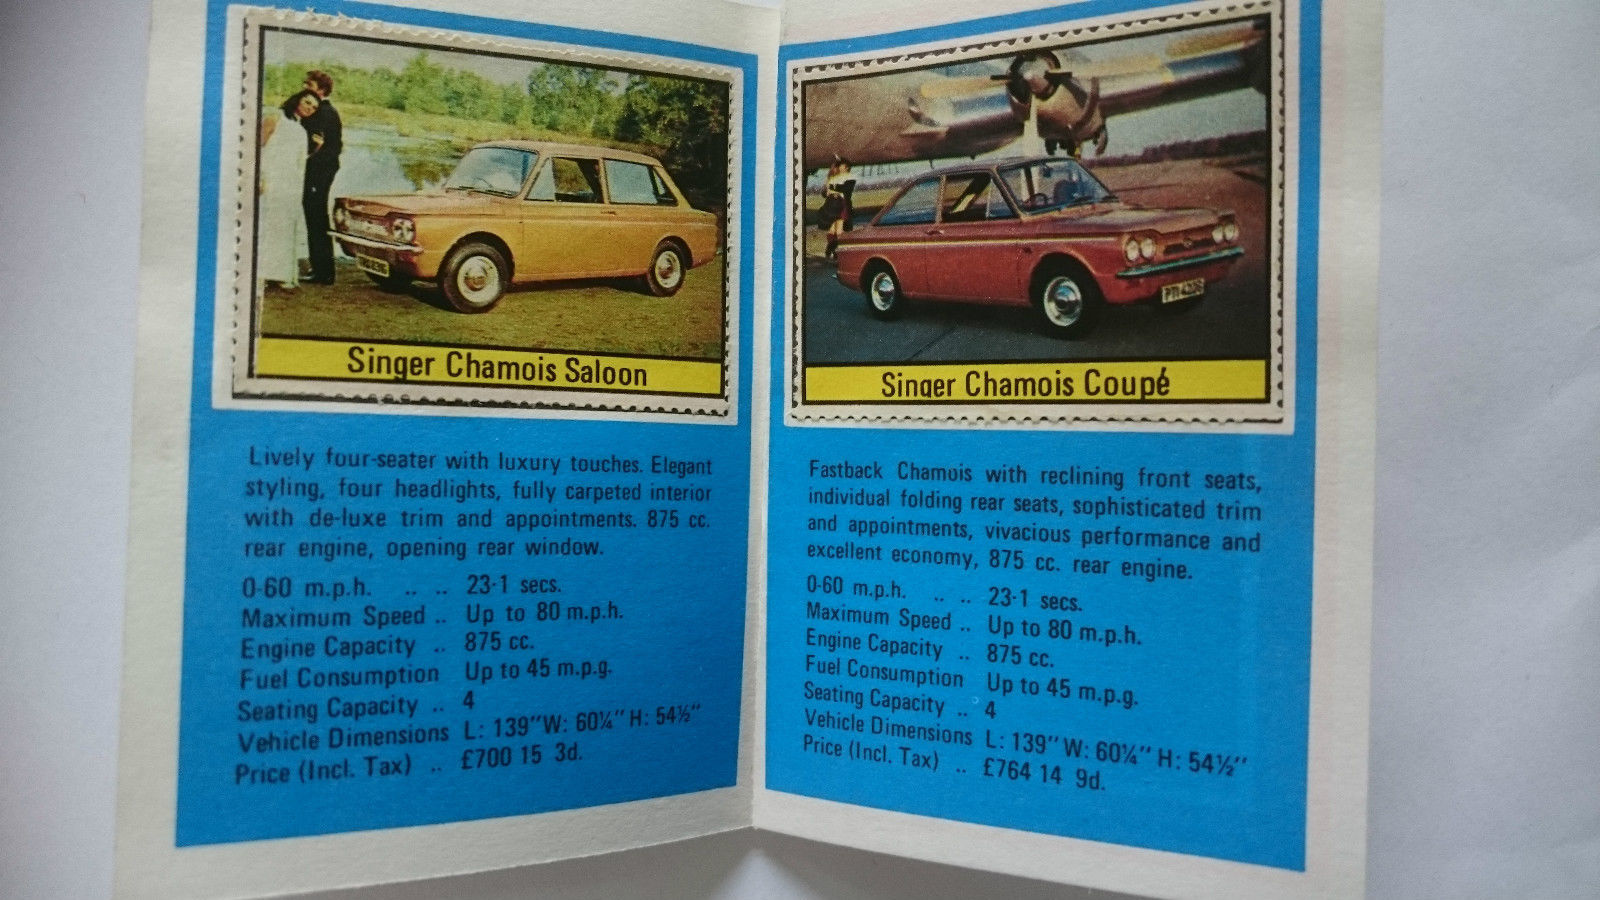 Singer Chamois Saloon
Lively four-seater with luxury touches. Elegant
styling, four headlights, fully carpeted interior
with de-luxe trim and appointments. 875 cc.
rear engine, opening rear window.
0-60 m.p.h. .. .. 23·1 secs.
Maximum Speed .. Up to 80 m.p.h.
Engine Capacity .. 875 cc.
Fuel Consumption Up to 45 m.p.g.
Seating Capacity .. 4
Vehicle Dimensions L: 139" W: 60¼" H: 54½"
Price (Incl. Tax) .. £700 15 3d.
Singer Chamois Coupé
Fastback Chamois with reclining front seats,
individual folding rear seats, sophisticated trim
and appointments, vivacious performance and
excellent economy, 875 cc. rear engine.
0-60 m.p.h. .. .. 23·1 secs.
Maximum Speed .. Up to 80 m.p.h.
Engine Capacity .. 875 cc.
Fuel Consumption Up to 45 m.p.g.
Seating Capacity .. 4
Vehicle Dimensions L: 139" W: 60¼" H: 54½"
Price (Incl. Tax) .. £764 14 9d.